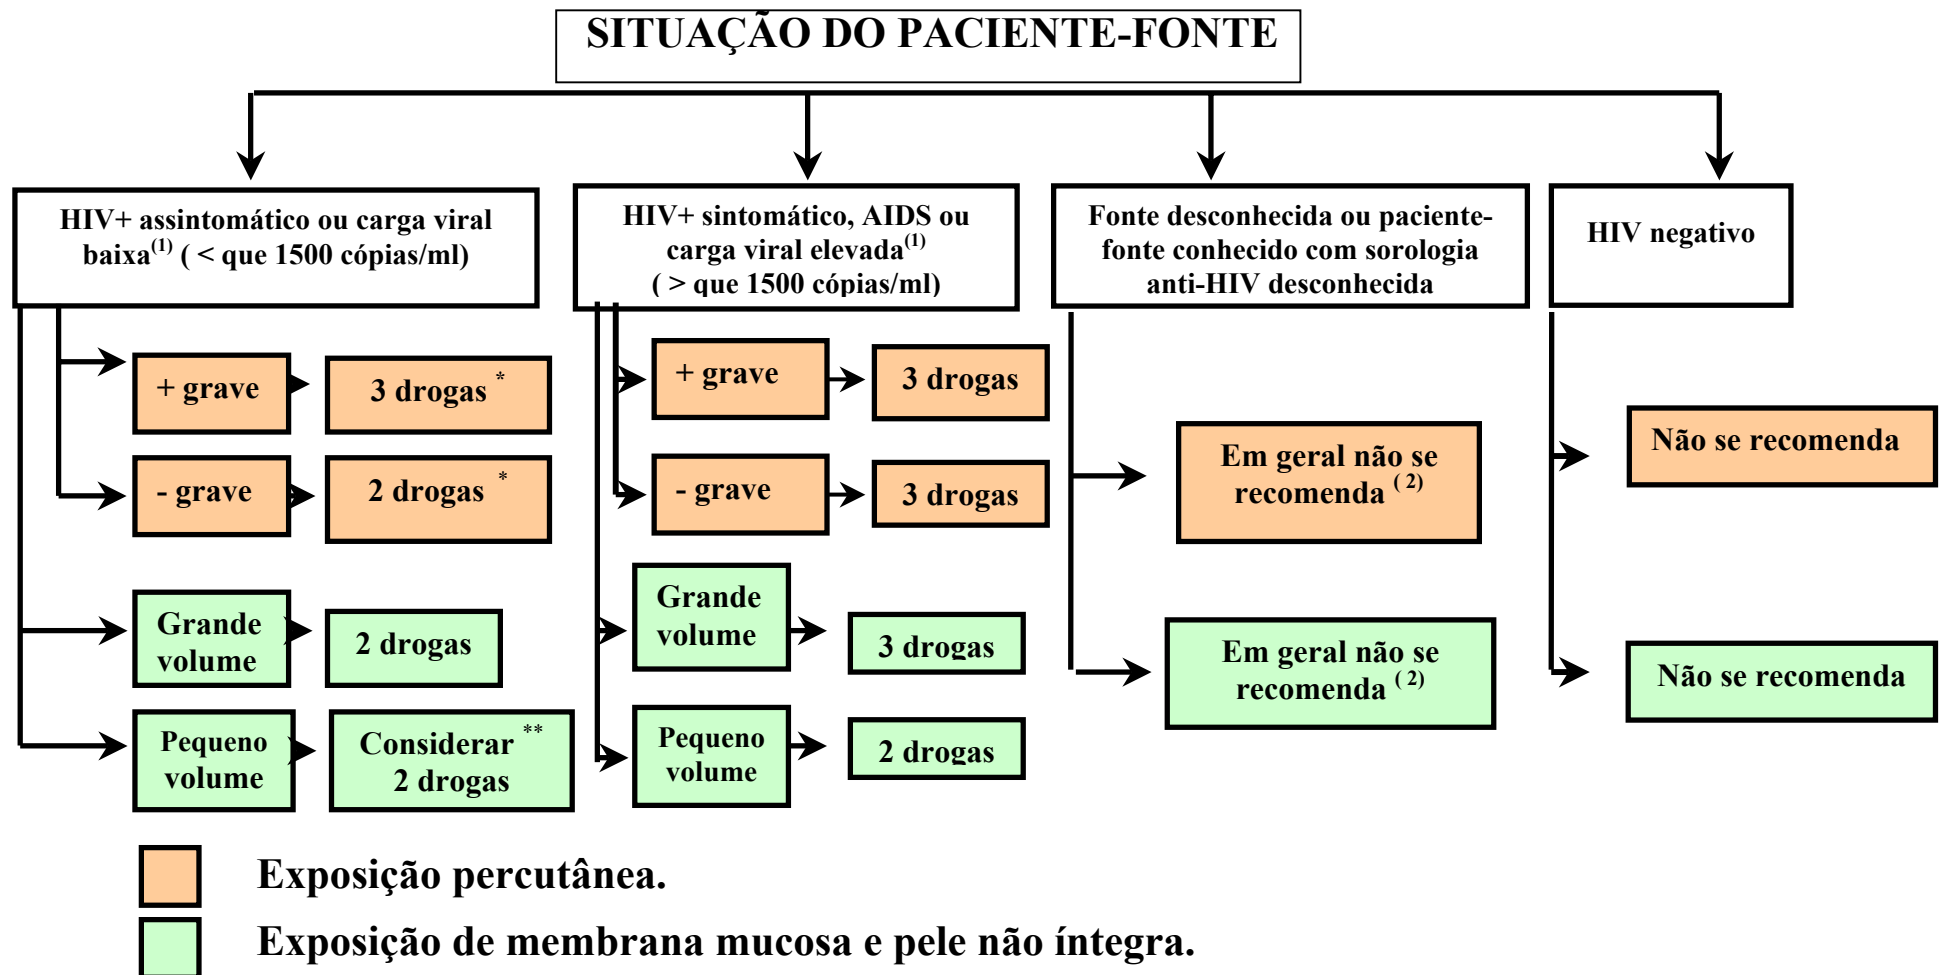 SITUAÇÃO DO PACIENTE-FONTE
HIV+ assintomático ou carga viral
baixa(1) ( < que 1500 cópias/ml)
+ grave
3 drogas *
- grave
2 drogas *
Grande
volume
2 drogas
Pequeno
volume
Considerar **
2 drogas
HIV+ sintomático, AIDS ou
carga viral elevada(1)
( > que 1500 cópias/ml)
+ grave
3 drogas
- grave
3 drogas
Grande
volume
3 drogas
Pequeno
volume
2 drogas
Fonte desconhecida ou paciente-
fonte conhecido com sorologia
anti-HIV desconhecida
Em geral não se
recomenda ( 2)
Em geral não se
recomenda ( 2)
HIV negativo
Não se recomenda
Não se recomenda
Exposição percutânea.
Exposição de membrana mucosa e pele não íntegra.